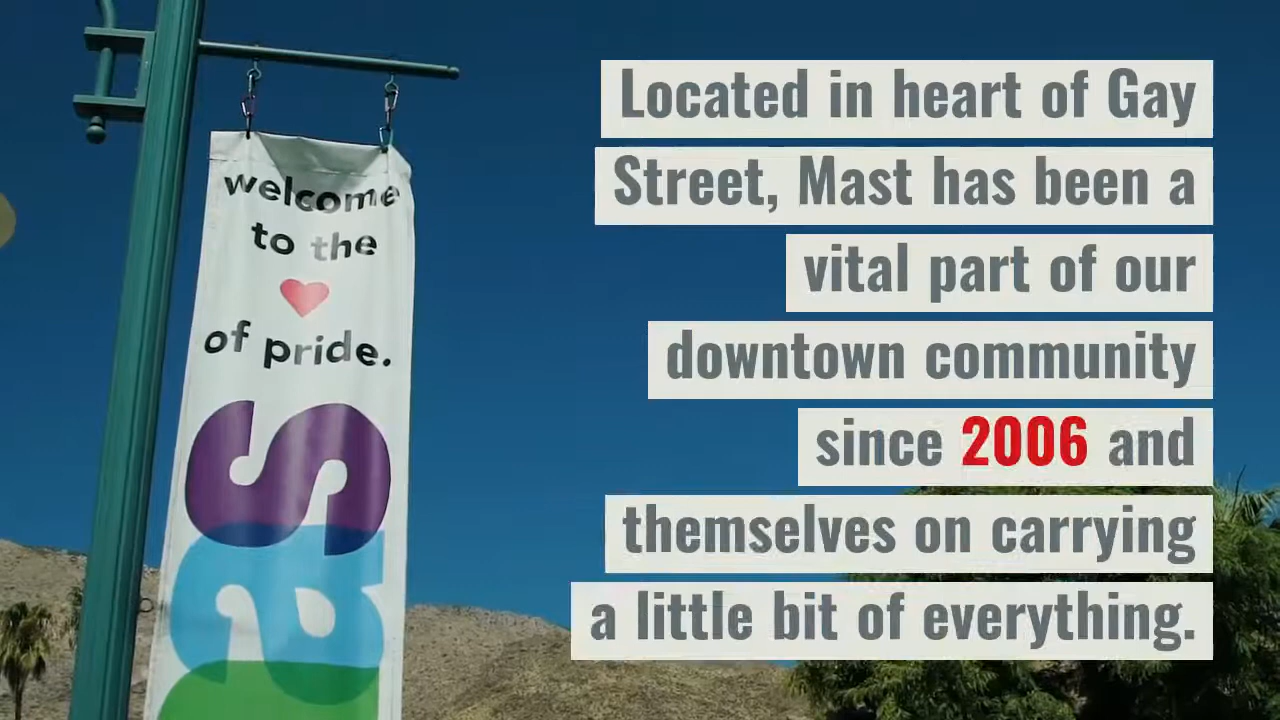 welcome
to the
of pride.
as
Located in heart of Gay
Street, Mast has been a
vital part of our
downtown community
since 2006 and
themselves on carrying
a little bit of everything.